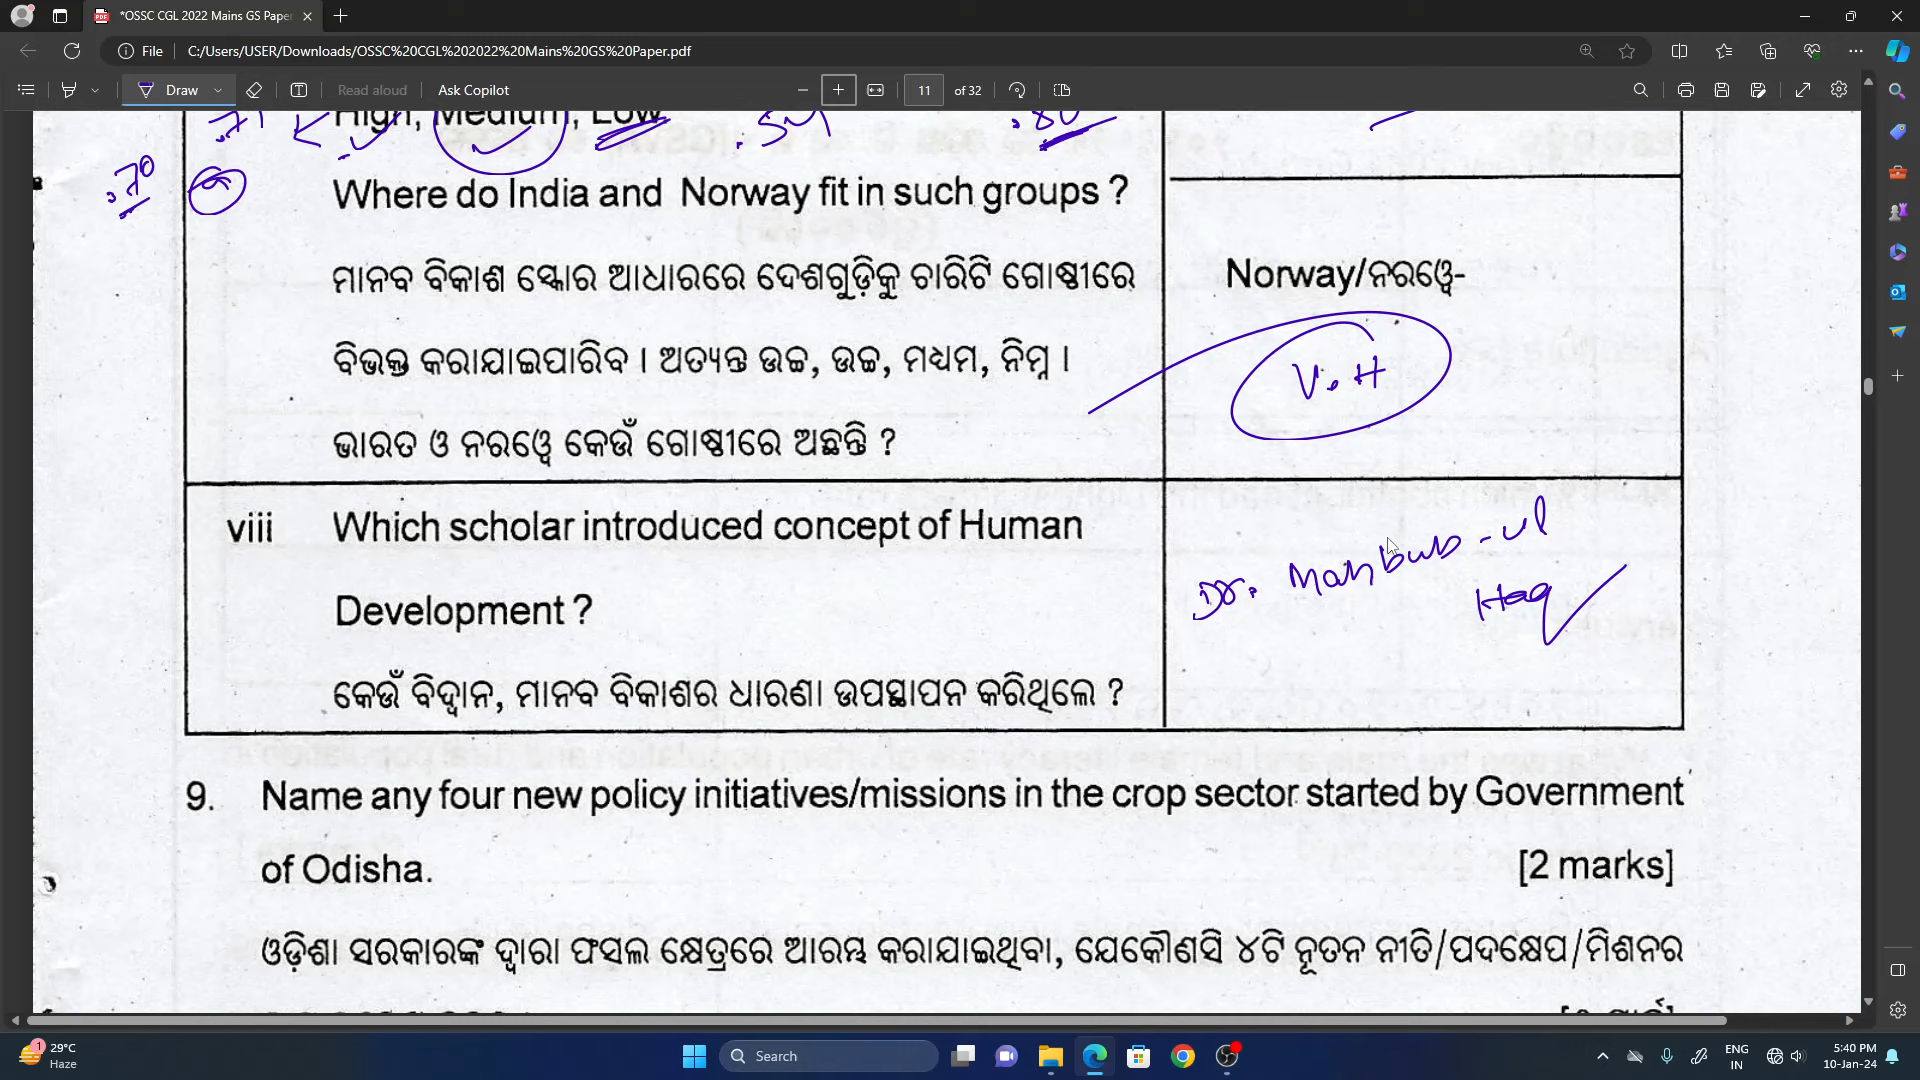 *OSSC CGL 2022 Mains GS Pape
File
C:/Users/USER/Downloads/OSSC%20CGL%202022%20Mains%20GS%20Paper.pdf
Draw
Read aloud
Ask Copilot
11
of 32
High, Medium, Low
.70
Where do India and Norway fit in such groups ?
ମାନବ ବିକାଶ ସ୍କୋର ଆଧାରରେ ଦେଶଗୁଡ଼ିକୁ ଚାରିଟି ଗୋଷ୍ଠୀରେ
Norway/ନରୱେ-
ବିଭକ୍ତ କରାଯାଇପାରିବ । ଅତ୍ୟନ୍ତ ଉଚ୍ଚ, ଉଚ୍ଚ, ମଧ୍ୟମ, ନିମ୍ନ ।
V. H
ଭାରତ ଓ ନରୱେ କେଉଁ ଗୋଷ୍ଠୀରେ ଅଛନ୍ତି ?
viii Which scholar introduced concept of Human
Development ?
Dr. Mahbub-ul
Haq
କେଉଁ ବିଦ୍ୱାନ, ମାନବ ବିକାଶର ଧାରଣା ଉପସ୍ଥାପନ କରିଥିଲେ ?
9. Name any four new policy initiatives/missions in the crop sector started by Government
of Odisha. [2 marks]
ଓଡ଼ିଶା ସରକାରଙ୍କ ଦ୍ୱାରା ଫସଲ କ୍ଷେତ୍ରରେ ଆରମ୍ଭ କରାଯାଇଥିବା, ଯେକୌଣସି ୪ଟି ନୂତନ ନୀତି/ପଦକ୍ଷେପ/ମିଶନର
1
29°C
Haze
Search
ENG
IN
5:40 PM
10-Jan-24